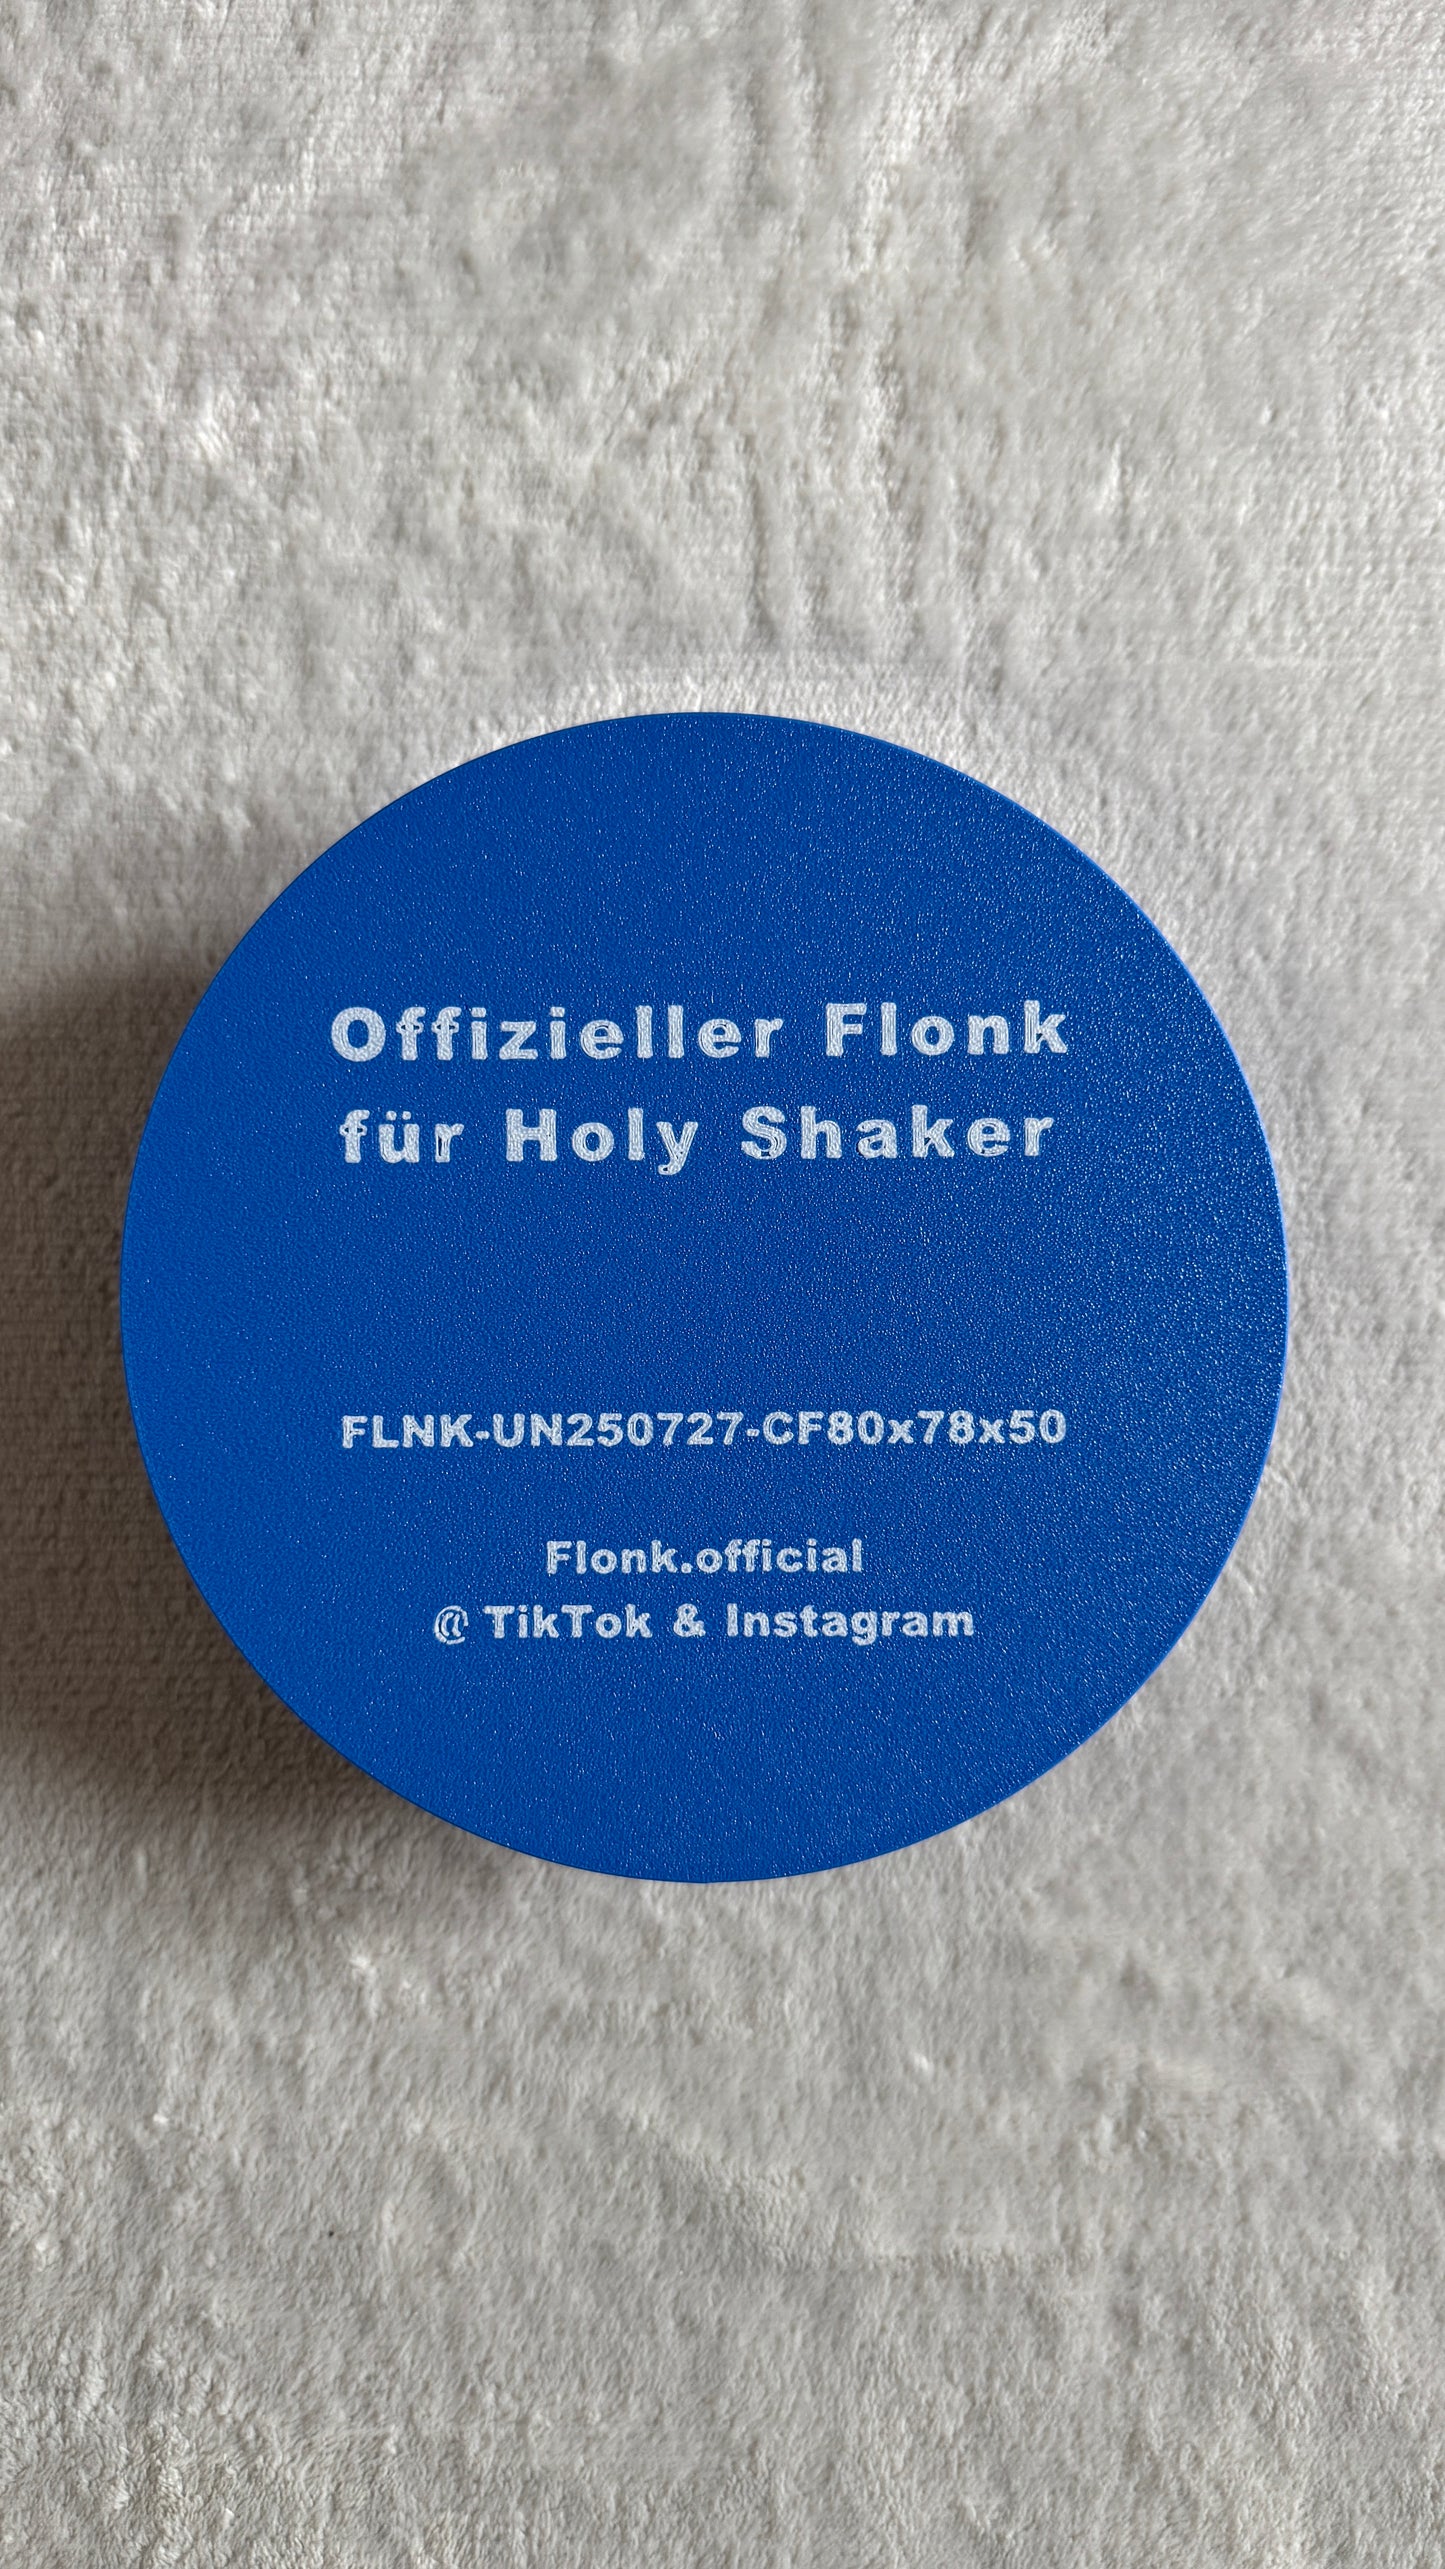 Offizieller Flonk
für Holy Shaker
FLNK-UN250727-CF80x78x50
Flonk.official
@ TikTok & Instagram